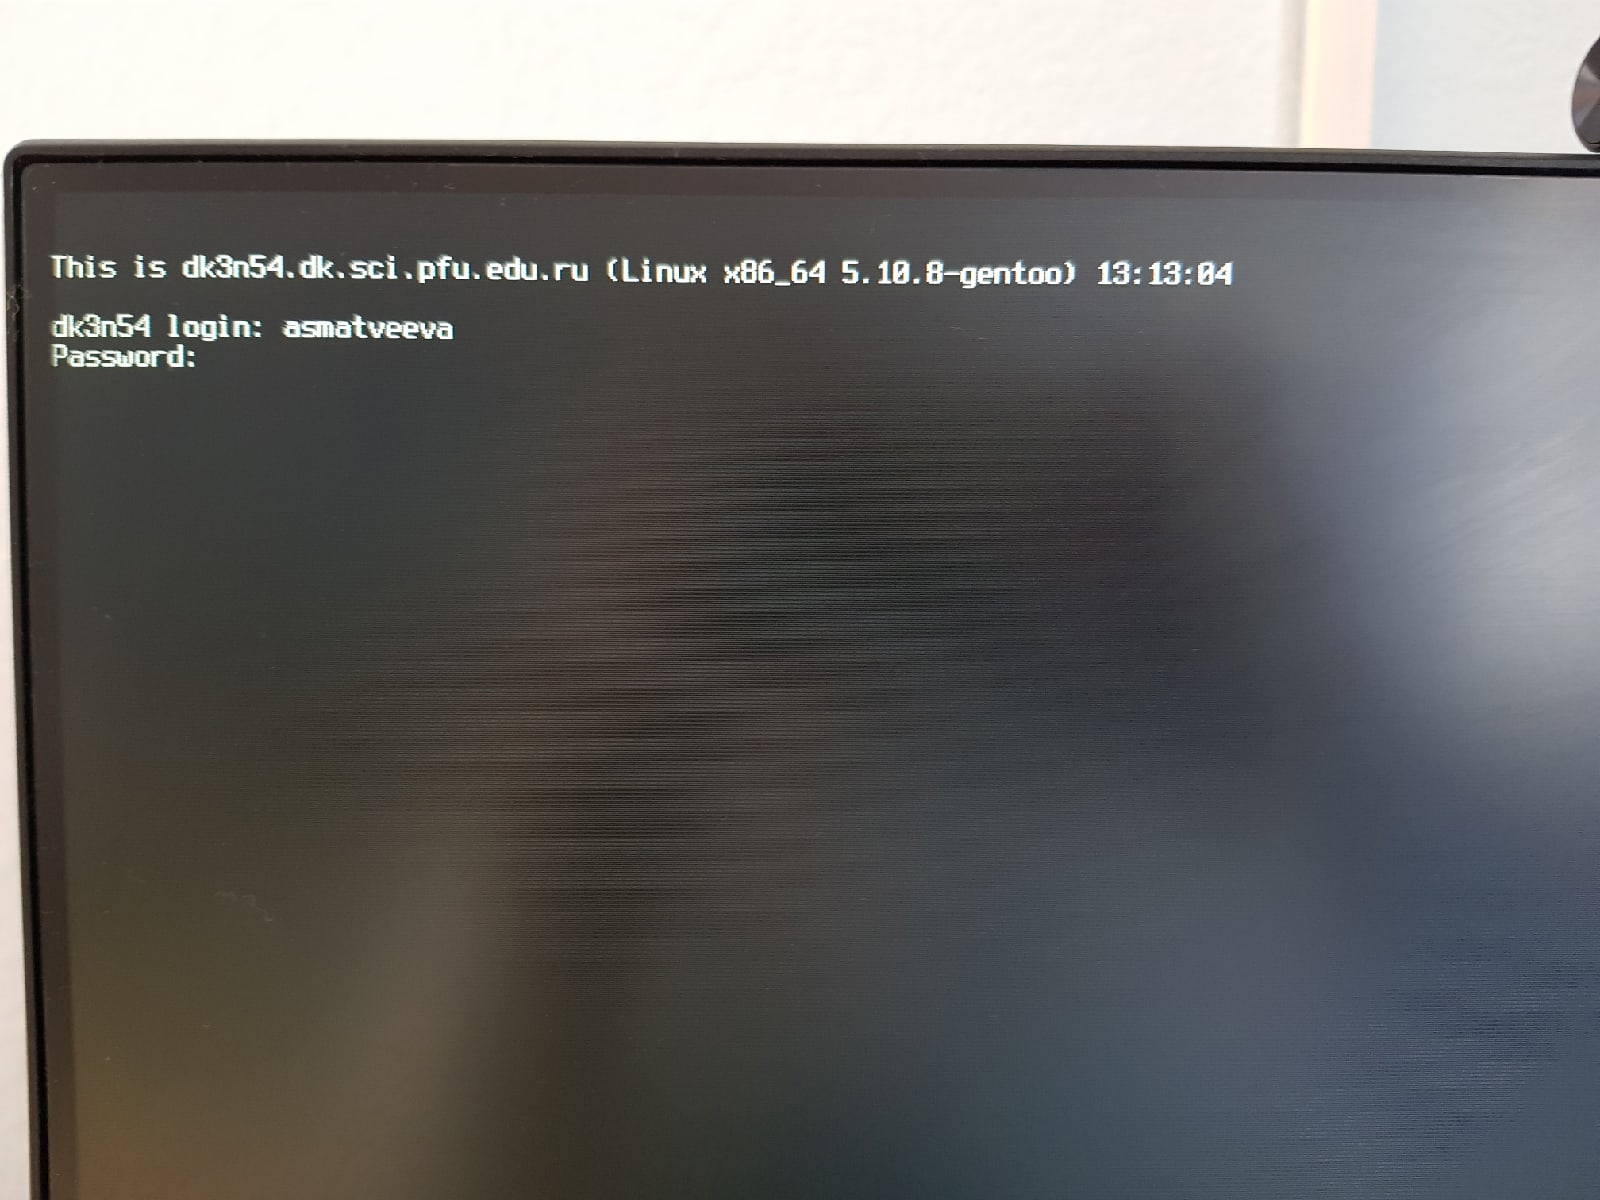 This is dk3n54.dk.sci.pfu.edu.ru (Linux x86_64 5.10.8-gentoo) 13:13:04
dk3n54 login: asmatveeva
Password: